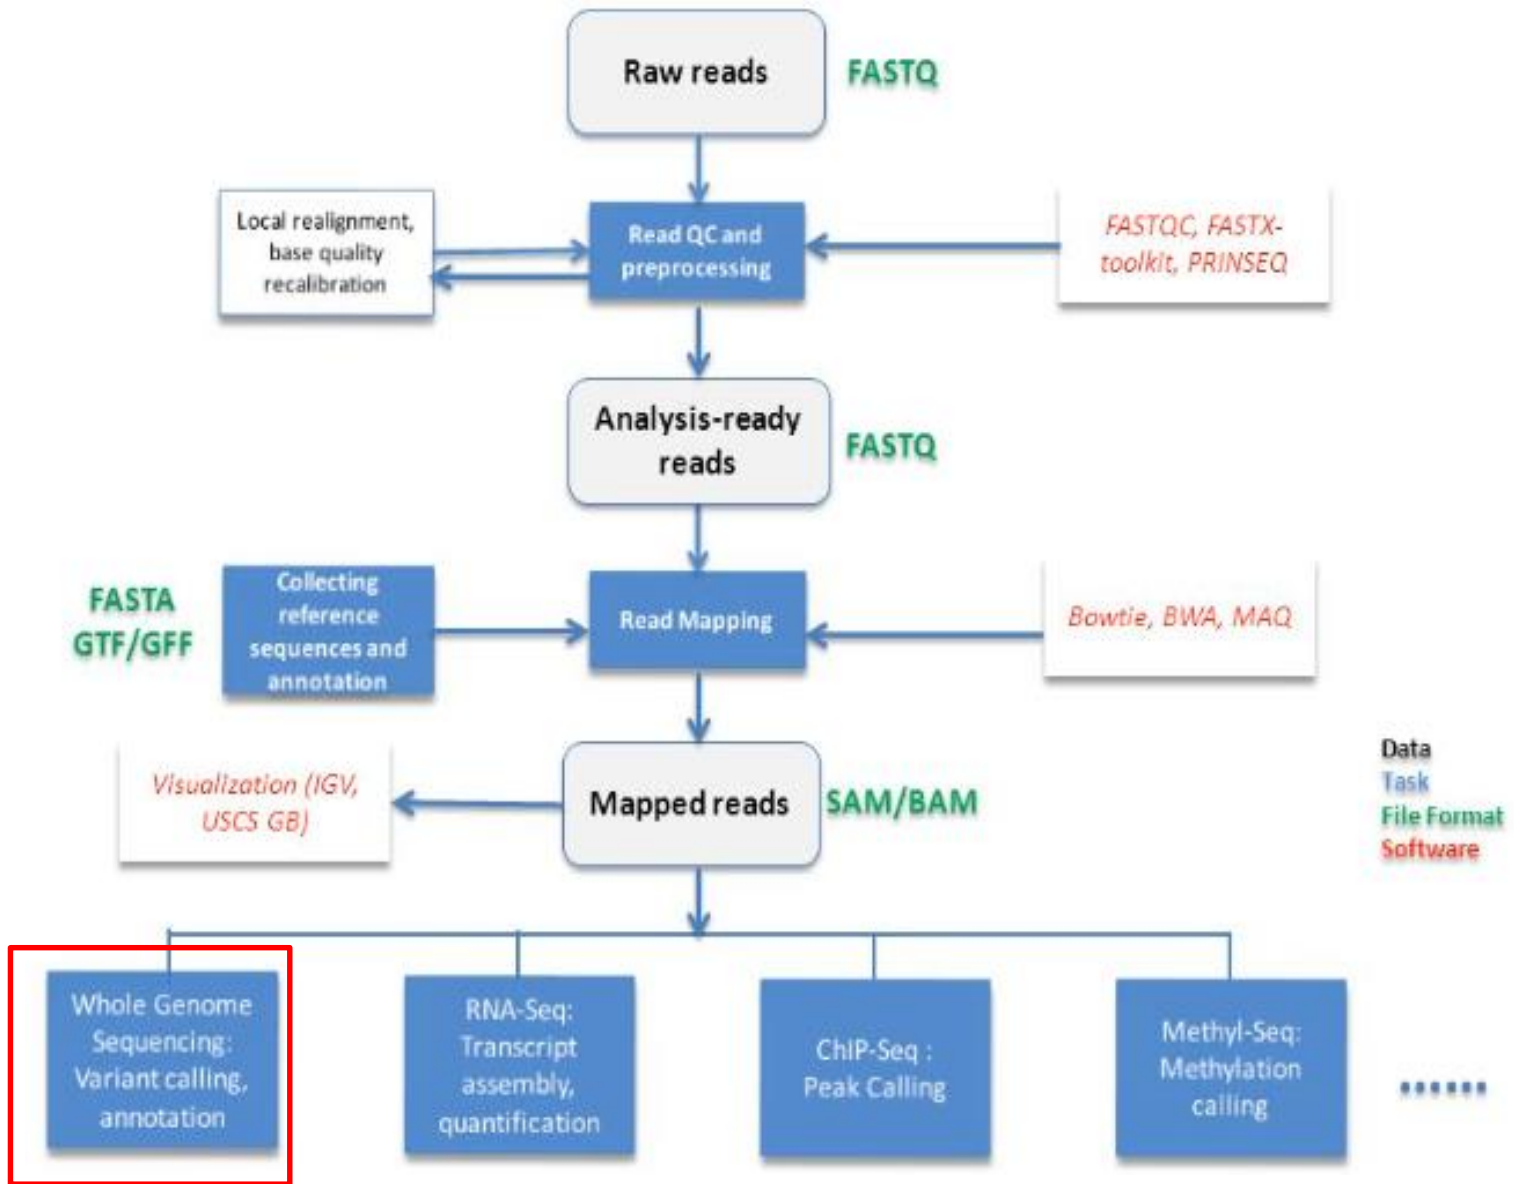 Raw reads
FASTQ
Local realignment,
base quality
recalibration
Read QC and
preprocessing
FASTQC, FASTX-
toolkit, PRINSEQ
Analysis-ready
reads
FASTQ
FASTA
GTF/GFF
Collecting
reference
sequences and
annotation
Read Mapping
Bowtie, BWA, MAQ
Visualization (IGV,
USCS GB)
Mapped reads
SAM/BAM
Data
Task
File Format
Software
Whole Genome
Sequencing:
Variant calling,
annotation
RNA-Seq:
Transcript
assembly,
quantification
ChIP-Seq :
Peak Calling
Methyl-Seq:
Methylation
calling
......